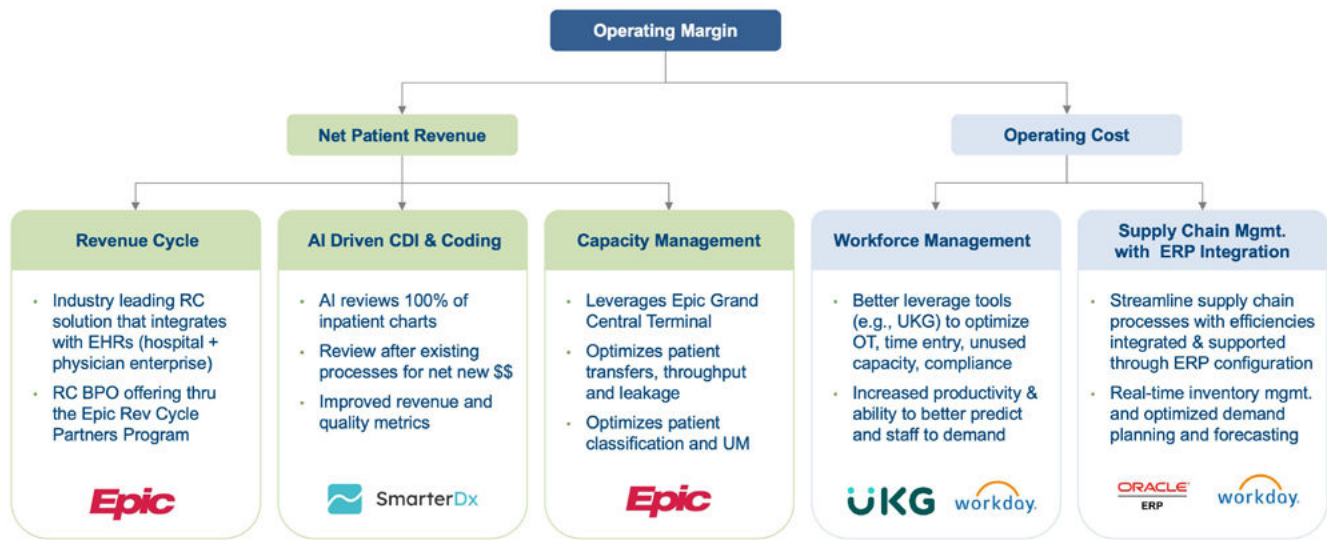 Operating Margin
Net Patient Revenue
Operating Cost
Revenue Cycle
• Industry leading RC
solution that integrates
with EHRs (hospital +
physician enterprise)
• RC BPO offering thru
the Epic Rev Cycle
Partners Program
Epic
AI Driven CDI & Coding
• AI reviews 100% of
inpatient charts
• Review after existing
processes for net new $$
• Improved revenue and
quality metrics
SmarterDx
Capacity Management
• Leverages Epic Grand
Central Terminal
• Optimizes patient
transfers, throughput
and leakage
• Optimizes patient
classification and UM
Epic
Workforce Management
• Better leverage tools
(e.g., UKG) to optimize
OT, time entry, unused
capacity, compliance
• Increased productivity &
ability to better predict
and staff to demand
UKG
workday.
Supply Chain Mgmt.
with ERP Integration
• Streamline supply chain
processes with efficiencies
integrated & supported
through ERP configuration
• Real-time inventory mgmt.
and optimized demand
planning and forecasting
ORACLE
ERP
workday.